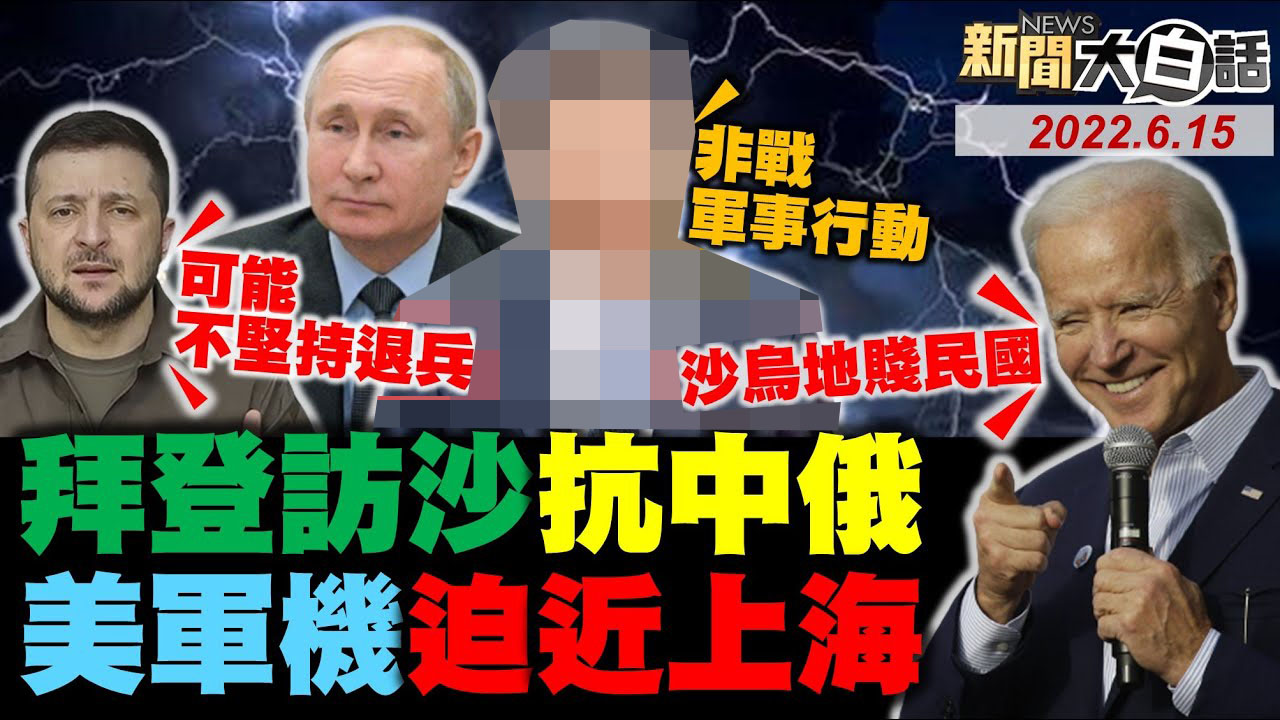 NEWS
新聞大白話
2022.6.15
非戰
軍事行動
可能
不堅持退兵
沙烏地賤民國
拜登訪沙抗中俄
美軍機迫近上海